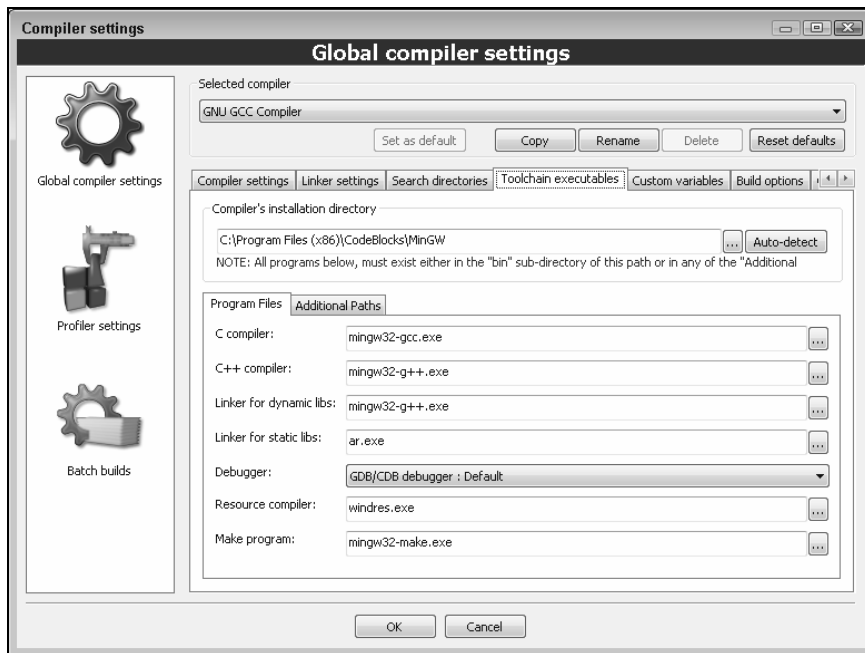 Compiler settings
Global compiler settings
Global compiler settings
Profiler settings
Batch builds
Selected compiler
GNU GCC Compiler
Set as default Copy Rename Delete Reset defaults
Compiler settings Linker settings Search directories Toolchain executables Custom variables Build options
Compiler's installation directory
C:\Program Files (x86)\CodeBlocks\MinGW ... Auto-detect
NOTE: All programs below, must exist either in the "bin" sub-directory of this path or in any of the "Additional
Program Files Additional Paths
C compiler: mingw32-gcc.exe ...
C++ compiler: mingw32-g++.exe ...
Linker for dynamic libs: mingw32-g++.exe ...
Linker for static libs: ar.exe ...
Debugger: GDB/CDB debugger : Default
Resource compiler: windres.exe ...
Make program: mingw32-make.exe ...
OK Cancel